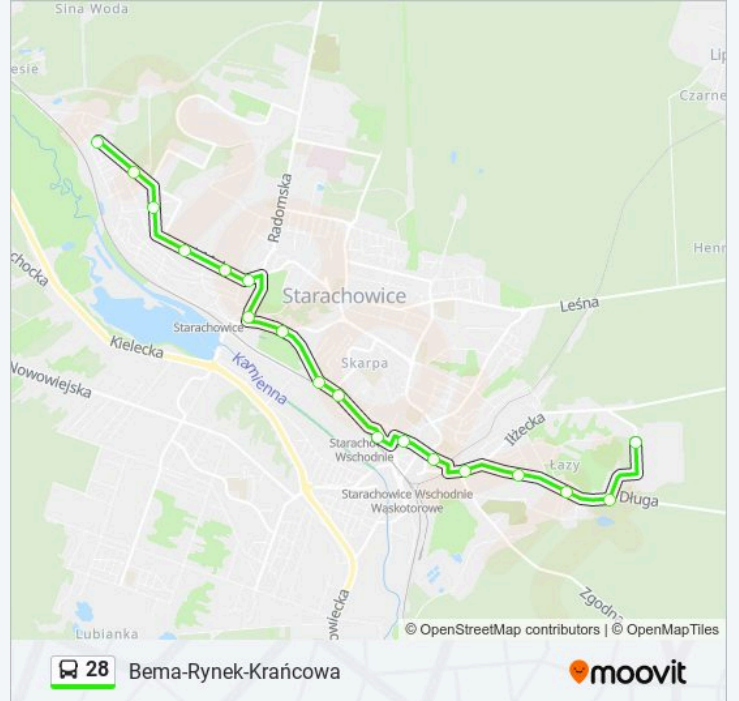 Sina Woda
esie
Lip
Czarne
Radomska
chocka
Henr
Starachowice
Leśna
Starachowice
Kielecka
Kamienna
Skarpa
Nowowiejska
Iłżecka
Staracho
Wschodnie
Łazy
Starachowice Wschodnie
Wąskotorowe
Długa
Zgodna
owiecka
Lubianka
© OpenStreetMap contributors | © OpenMapTiles
28 Bema-Rynek-Krańcowa
moovit